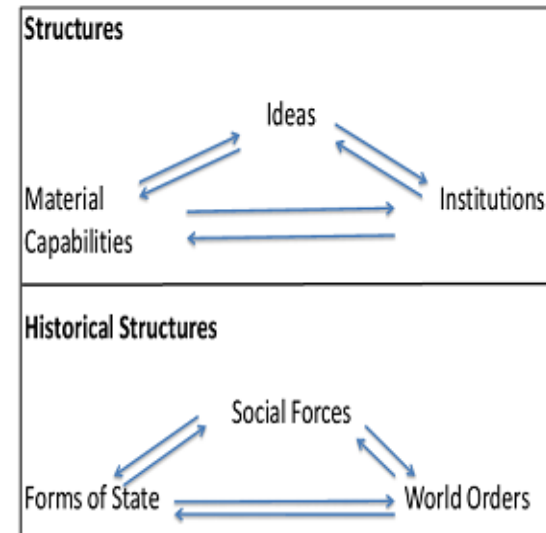 Structures
Ideas
Material
Capabilities
Institutions
Historical Structures
Social Forces
Forms of State
World Orders